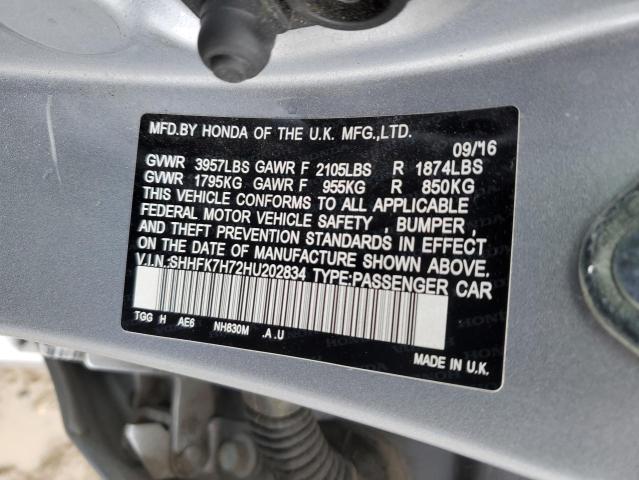 MFD.BY HONDA OF THE U.K. MFG.,LTD.
09/'16
GVWR 3957LBS GAWR F 2105LBS R 1874LBS
GVWR 1795KG GAWR F 955KG R 850KG
THIS VEHICLE CONFORMS TO ALL APPLICABLE
FEDERAL MOTOR VEHICLE SAFETY , BUMPER ,
AND THEFT PREVENTION STANDARDS IN EFFECT
ON THE DATE OF MANUFACTURE SHOWN ABOVE.
V.I.N.:SHHFK7H72HU202834 TYPE:PASSENGER CAR
TGG H AE6 NH830M .A.U
MADE IN U.K.